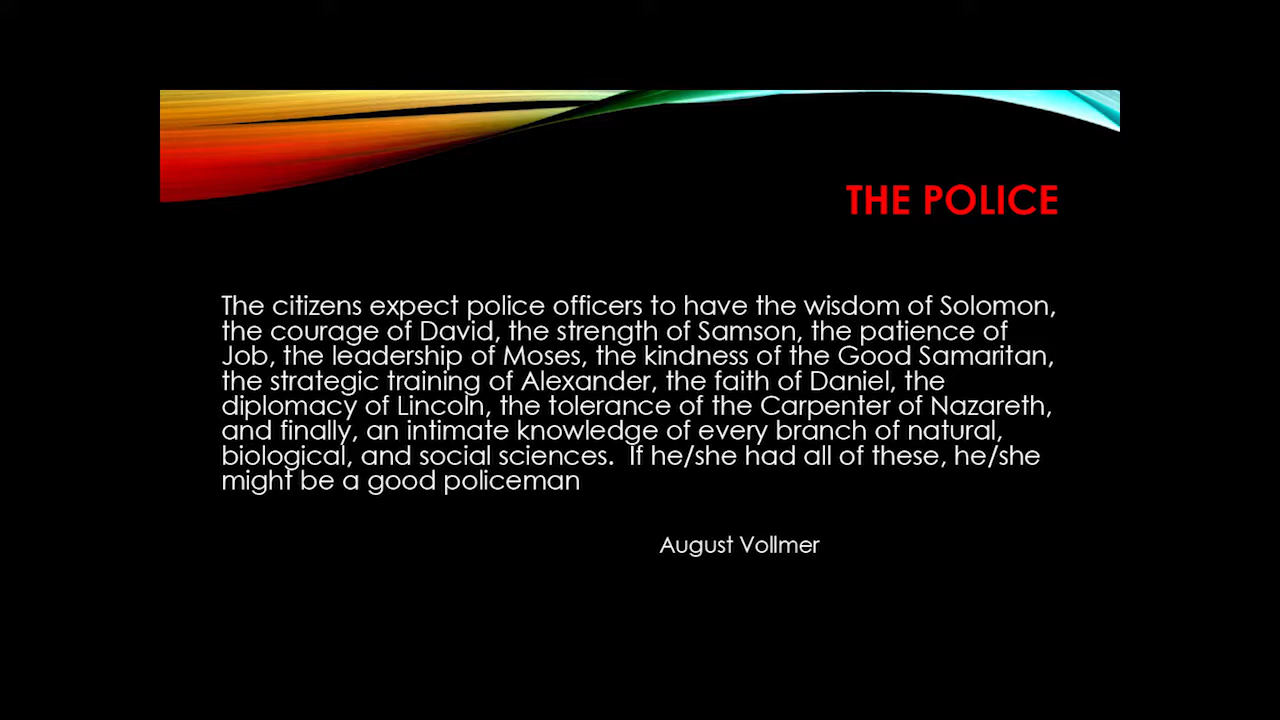 THE POLICE
The citizens expect police officers to have the wisdom of Solomon,
the courage of David, the strength of Samson, the patience of
Job, the leadership of Moses, the kindness of the Good Samaritan,
the strategic training of Alexander, the faith of Daniel, the
diplomacy of Lincoln, the tolerance of the Carpenter of Nazareth,
and finally, an intimate knowledge of every branch of natural,
biological, and social sciences.  If he/she had all of these, he/she
might be a good policeman
August Vollmer